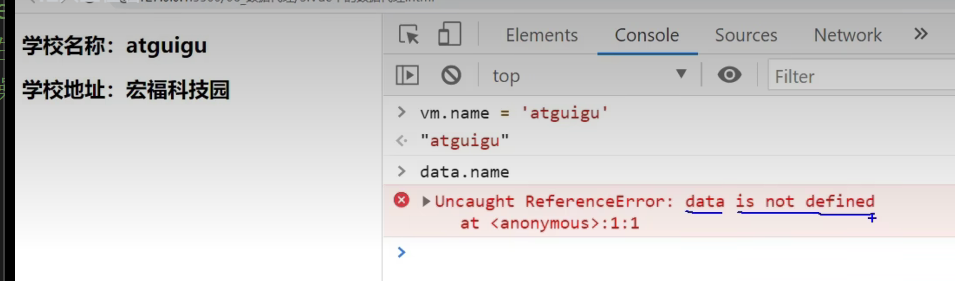 学校名称：atguigu
学校地址：宏福科技园
Elements Console Sources Network »
top Filter
> vm.name = 'atguigu'
"atguigu"
> data.name
Uncaught ReferenceError: data is not defined
at <anonymous>:1:1
>